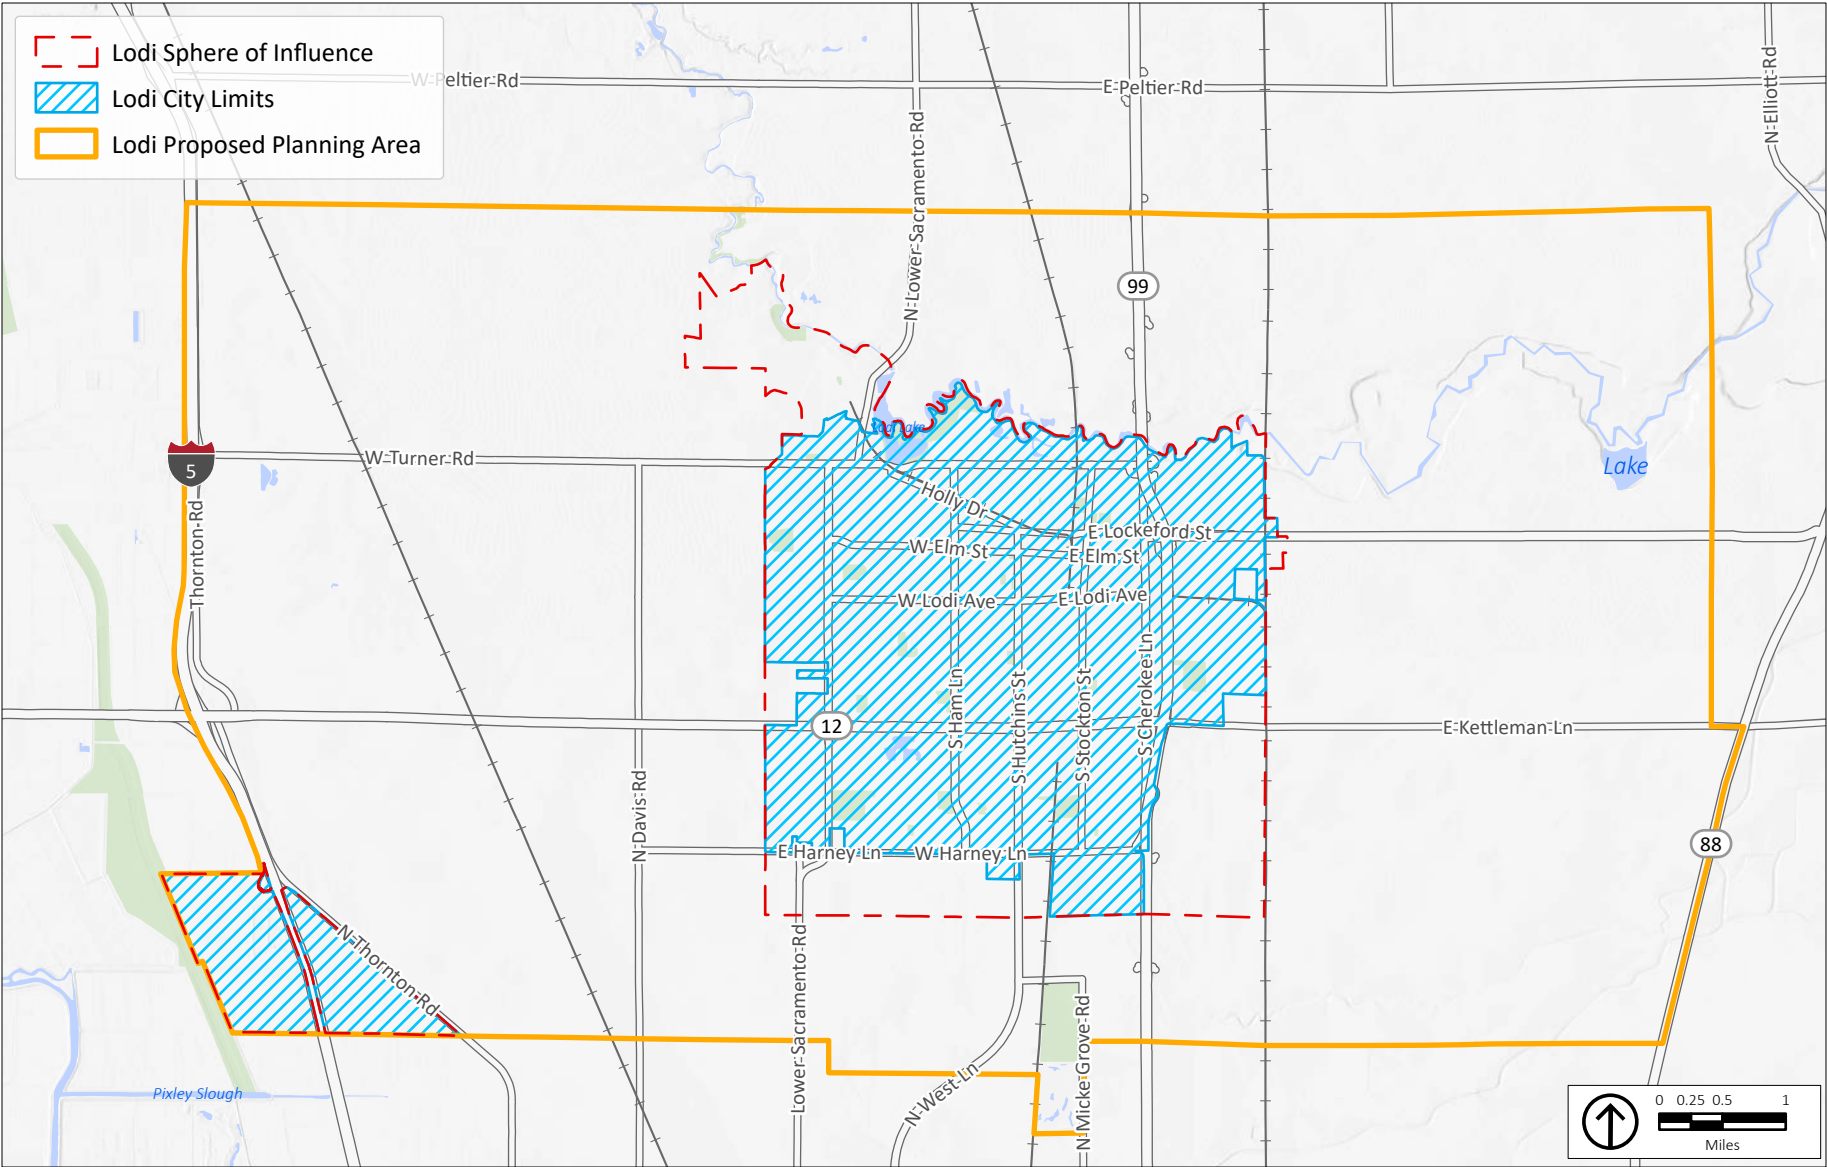 Lodi Sphere of Influence
Lodi City Limits
Lodi Proposed Planning Area
W Peltier Rd
E Peltier Rd
N Elliott Rd
N Lower Sacramento Rd
99
5
W Turner Rd
Lodi Lake
Lake
Thornton Rd
Holly Dr
E Lockeford St
W Elm St
E Elm St
W Lodi Ave
E Lodi Ave
S Ham Ln
S Hutchins St
S Stockton St
S Cherokee Ln
12
E Kettleman Ln
N Davis Rd
E Harney Ln
W Harney Ln
88
N Thornton Rd
Lower Sacramento Rd
N West Ln
N Micke Grove Rd
Pixley Slough
0 0.25 0.5 1
Miles